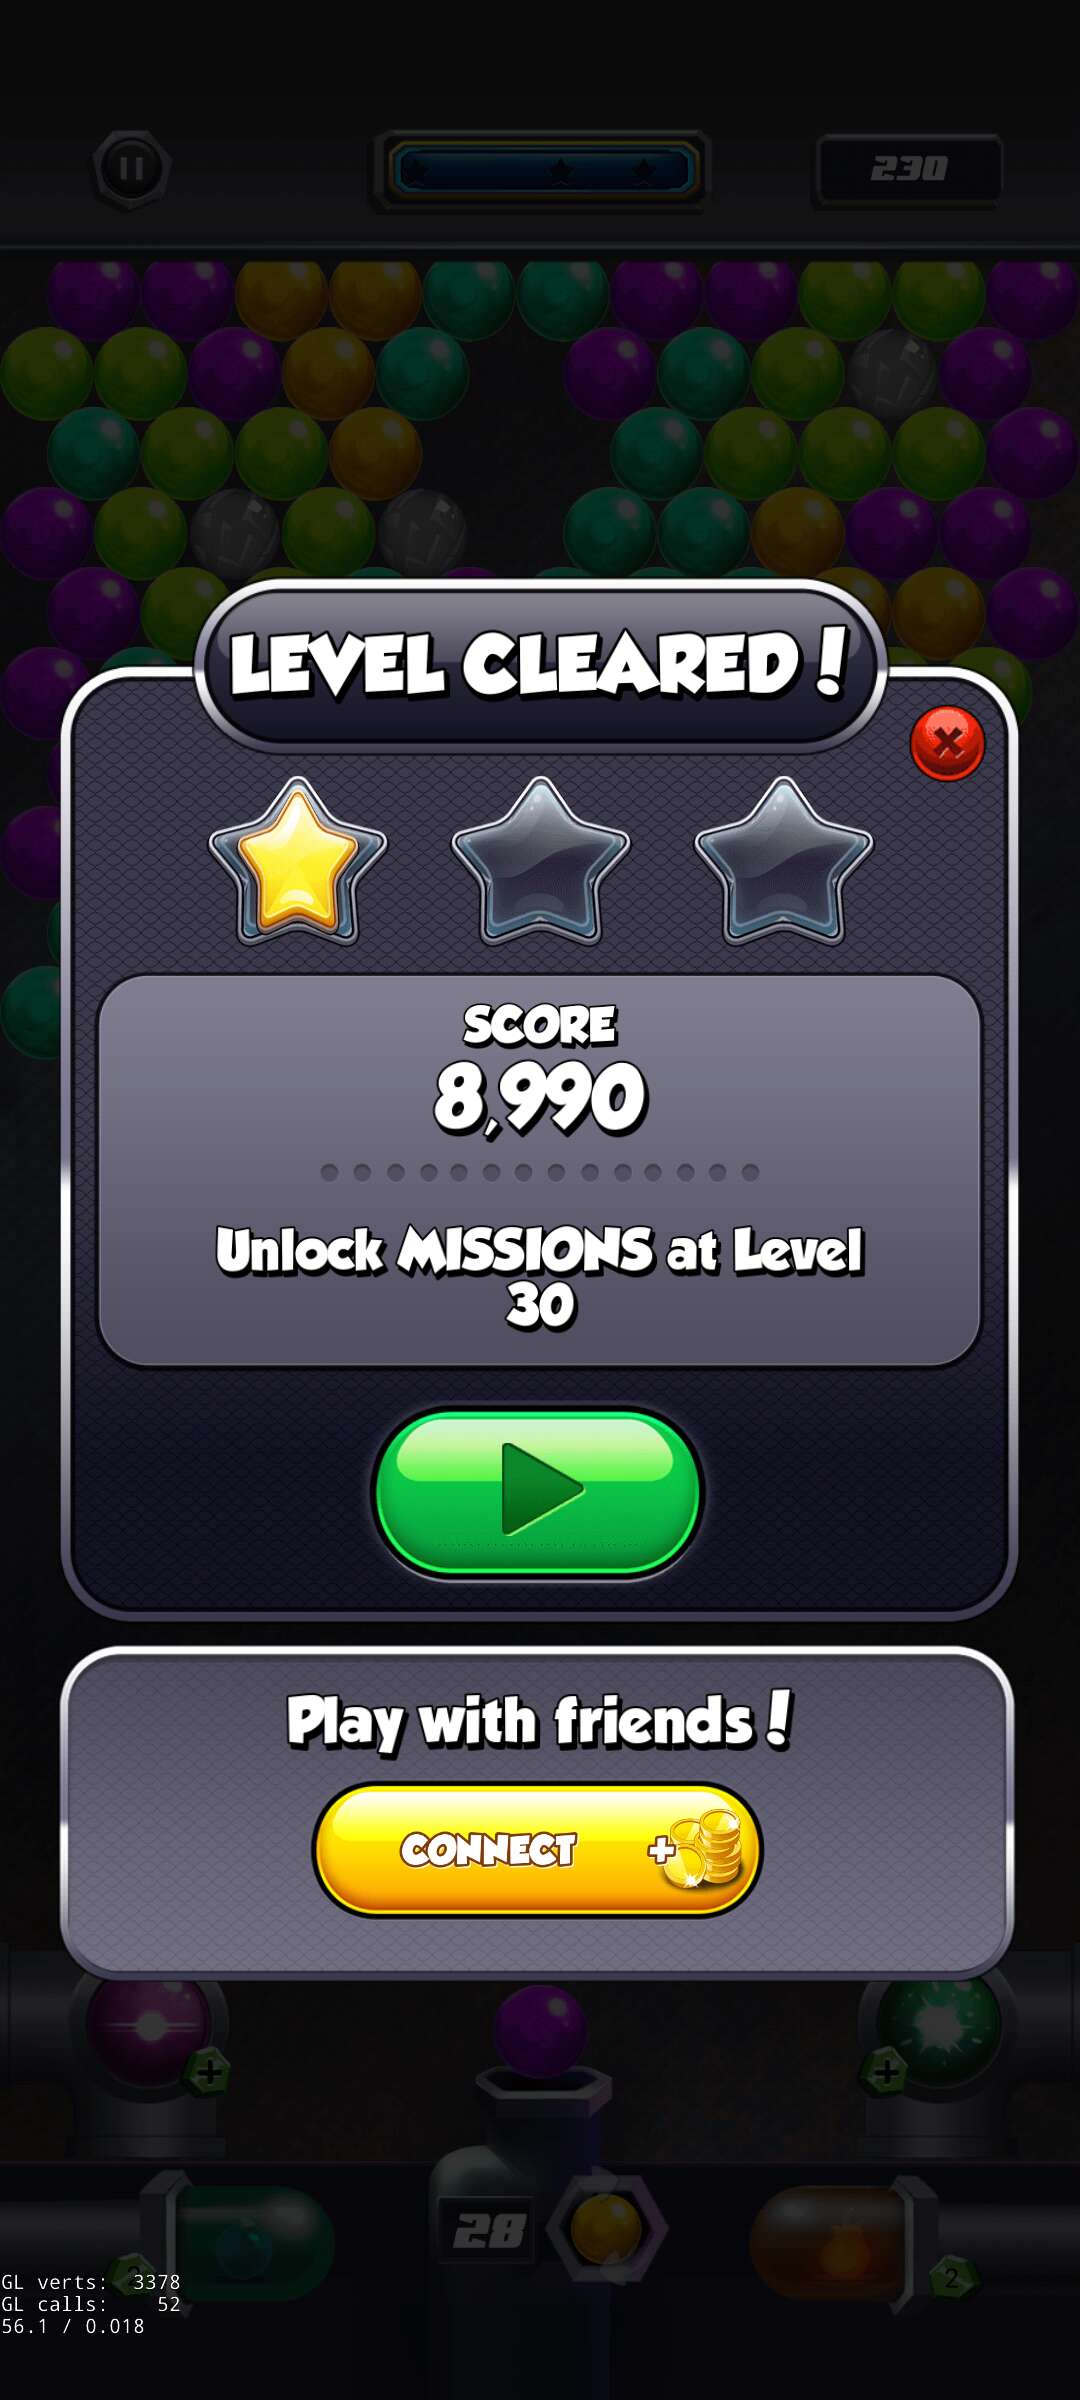 230
LEVEL CLEARED!
SCORE
8,990
Unlock MISSIONS at Level
30
Play with friends!
CONNECT +
28
2
GL verts: 3378
GL calls: 52
56.1 / 0.018